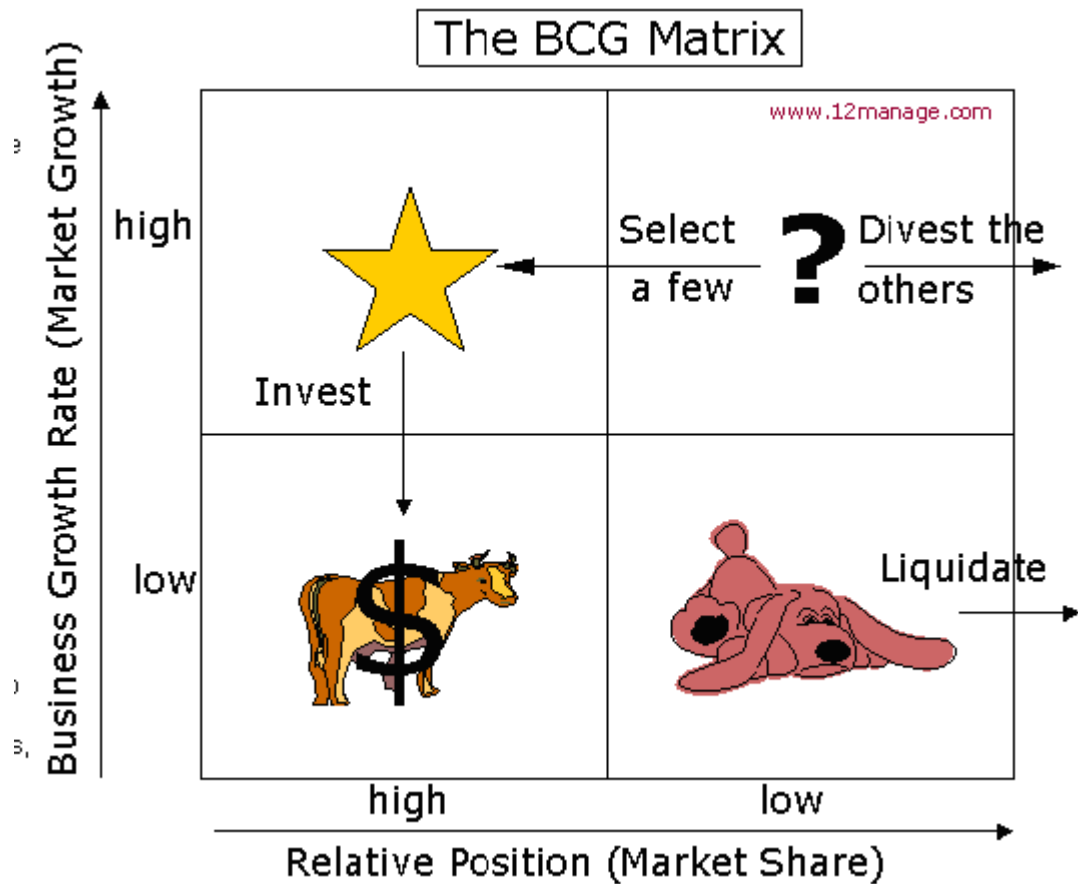 The BCG Matrix
www.12manage.com
Business Growth Rate (Market Growth)
e
high
Select
a few
?
Divest the
others
Invest
low
$
Liquidate
s,
high
low
Relative Position (Market Share)